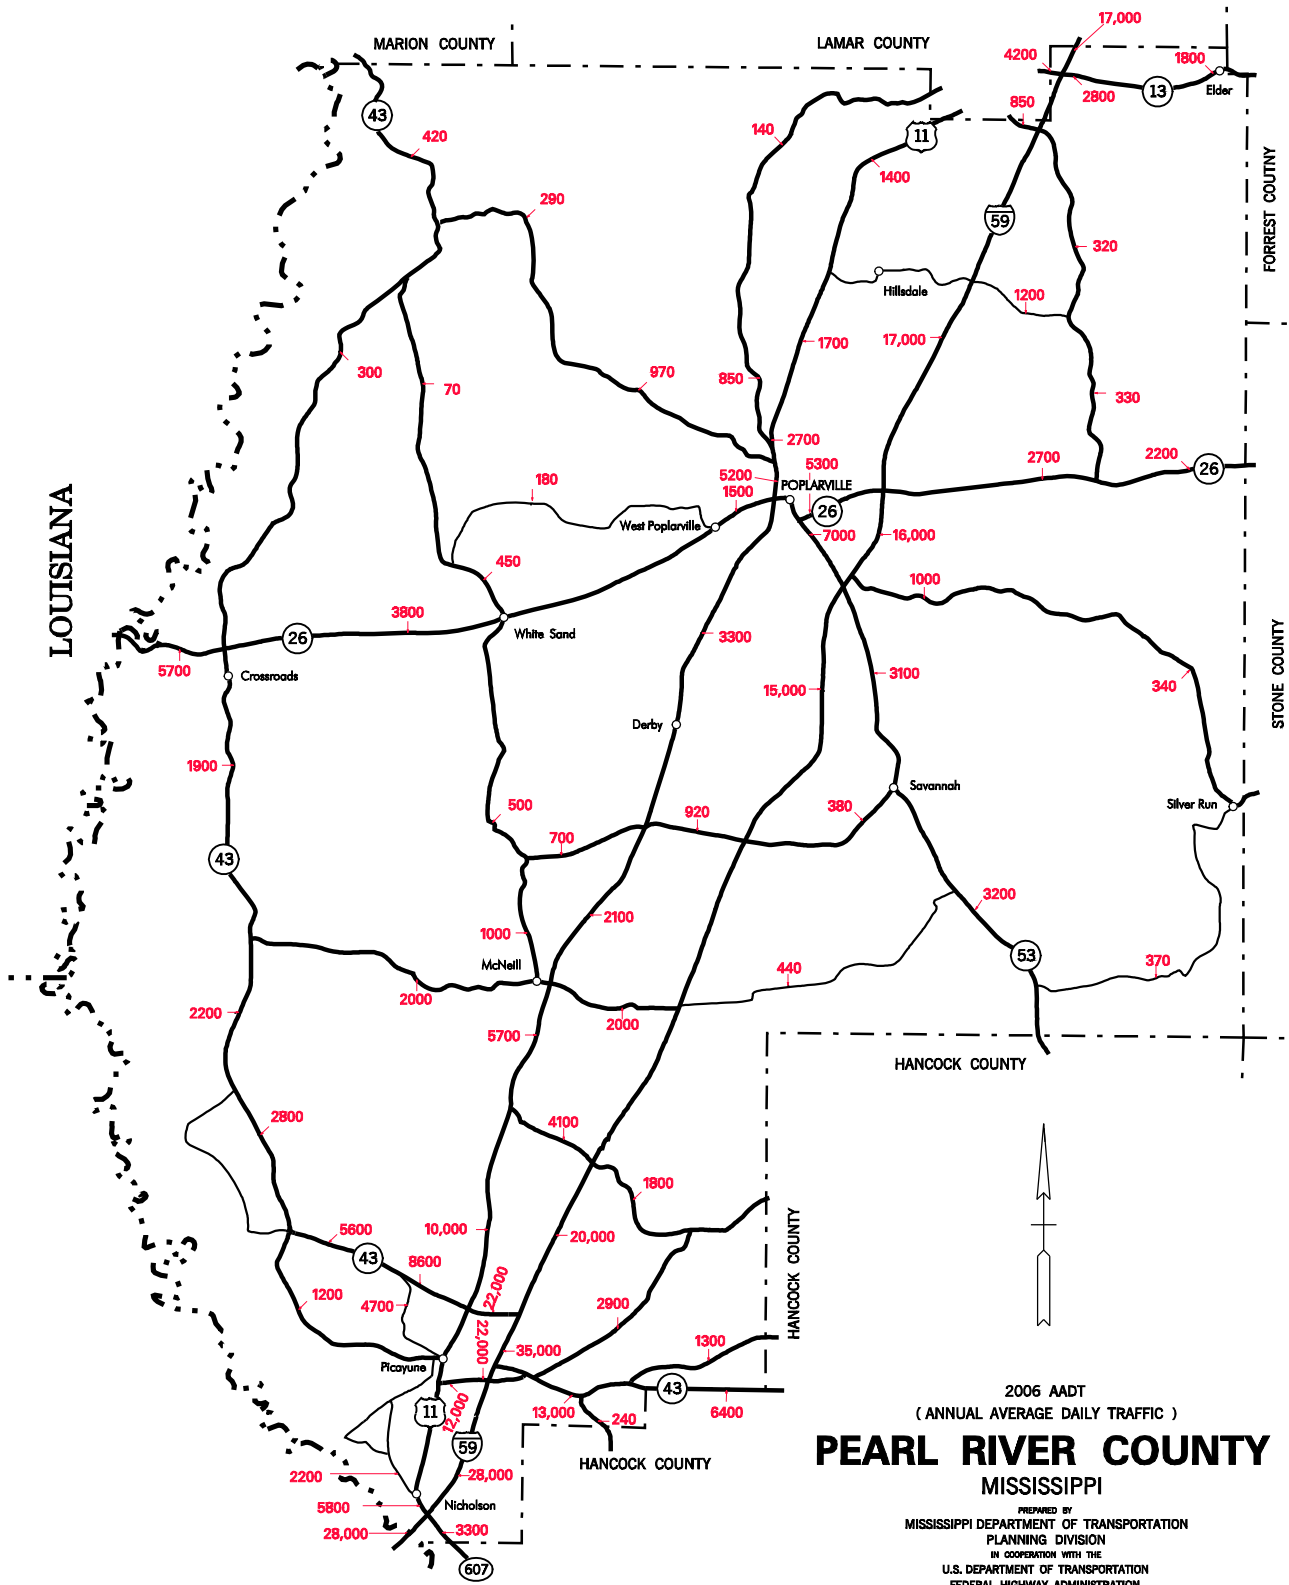 17,000
MARION COUNTY
LAMAR COUNTY
4200
1800
Elder
2800
13
850
43
420
140
11
1400
FORREST COUTNY
290
59
320
Hillsdale
1200
17,000
1700
300
70
970
850
330
2700
5300
2700
2200
26
5200
180
1500
POPLARVILLE
26
West Poplarville
7000
16,000
LOUISIANA
450
1000
3800
White Sand
26
3300
5700
Crossroads
3100
340
15,000
STONE COUNTY
Derby
1900
Savannah
Silver Run
500
920
380
700
43
3200
2100
1000
53
McNeill
440
370
2000
2200
2000
5700
HANCOCK COUNTY
2800
4100
1800
5600
10,000
20,000
43
8600
HANCOCK COUNTY
22,000
1200
4700
2900
22,000
1300
35,000
Picayune
43
2006 AADT
11
12,000
13,000
240
6400
( ANNUAL AVERAGE DAILY TRAFFIC )
59
PEARL RIVER COUNTY
HANCOCK COUNTY
2200
28,000
MISSISSIPPI
5800
Nicholson
PREPARED BY
28,000
3300
MISSISSIPPI DEPARTMENT OF TRANSPORTATION
PLANNING DIVISION
IN COOPERATION WITH THE
607
U.S. DEPARTMENT OF TRANSPORTATION
FEDERAL HIGHWAY ADMINISTRATION